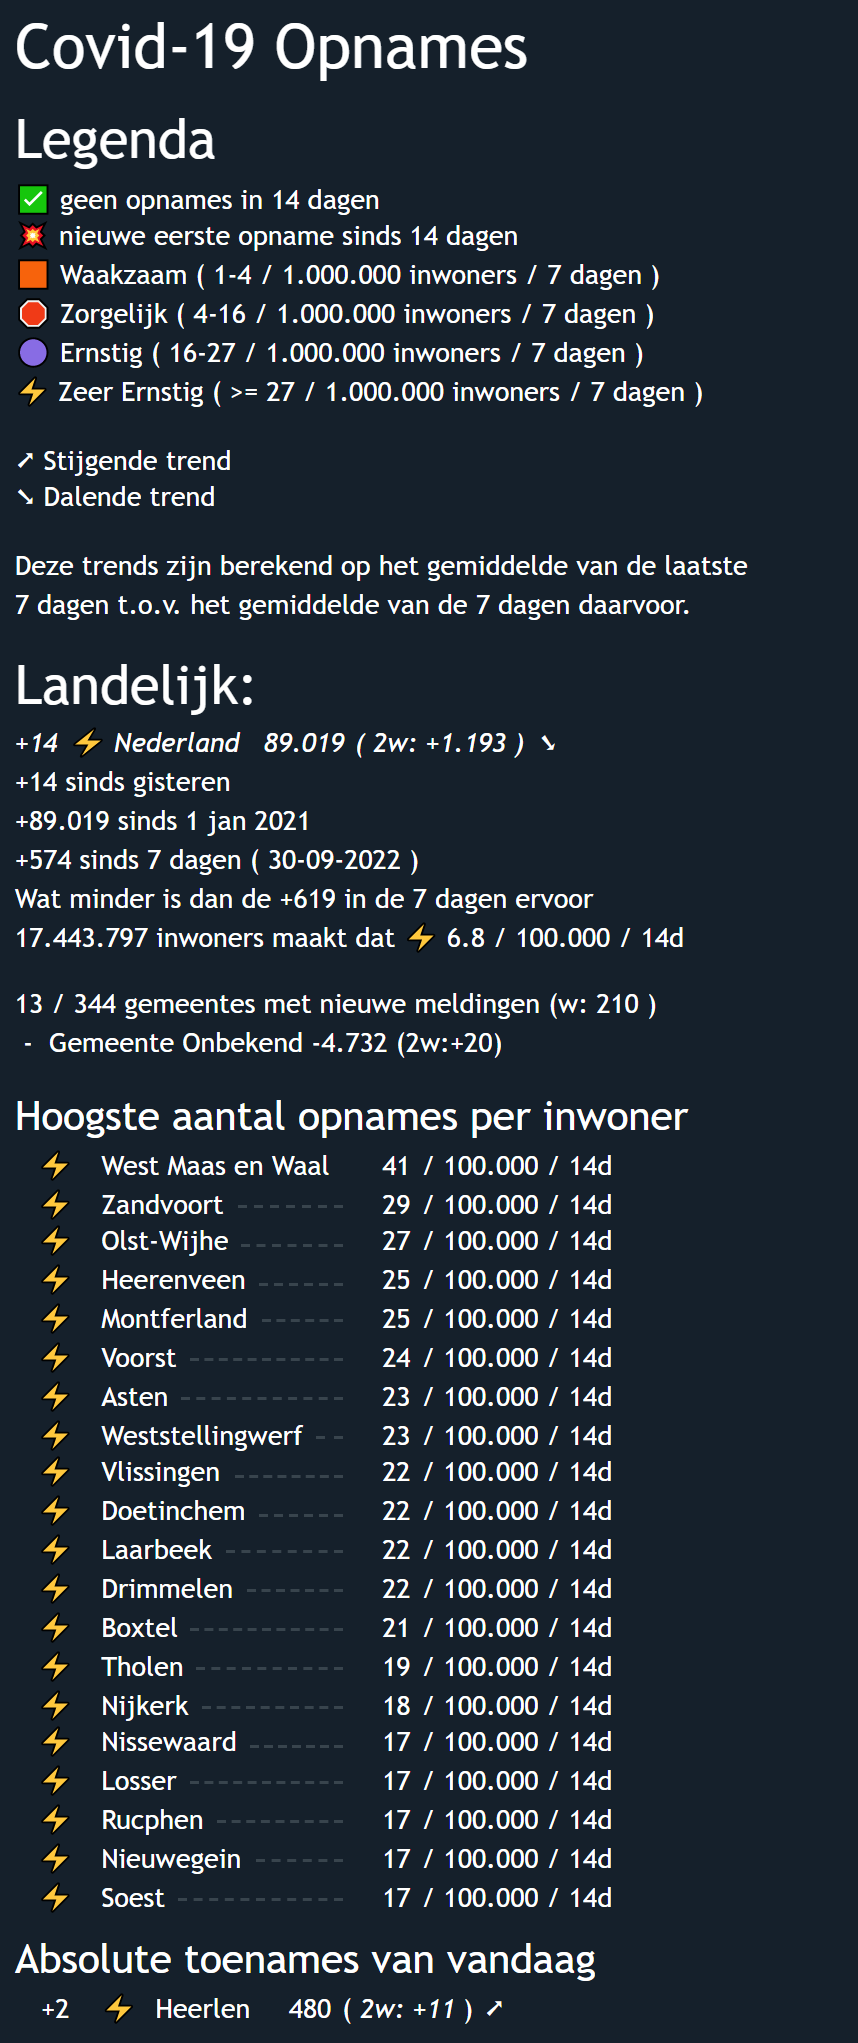 Covid-19 Opnames
Legenda
✅ geen opnames in 14 dagen
💥 nieuwe eerste opname sinds 14 dagen
🟧 Waakzaam ( 1-4 / 1.000.000 inwoners / 7 dagen )
🛑 Zorgelijk ( 4-16 / 1.000.000 inwoners / 7 dagen )
🟣 Ernstig ( 16-27 / 1.000.000 inwoners / 7 dagen )
⚡ Zeer Ernstig ( >= 27 / 1.000.000 inwoners / 7 dagen )
➚ Stijgende trend
➘ Dalende trend
Deze trends zijn berekend op het gemiddelde van de laatste
7 dagen t.o.v. het gemiddelde van de 7 dagen daarvoor.
Landelijk:
+14 ⚡ Nederland 89.019 ( 2w: +1.193 ) ➘
+14 sinds gisteren
+89.019 sinds 1 jan 2021
+574 sinds 7 dagen ( 30-09-2022 )
Wat minder is dan de +619 in de 7 dagen ervoor
17.443.797 inwoners maakt dat ⚡ 6.8 / 100.000 / 14d
13 / 344 gemeentes met nieuwe meldingen (w: 210 )
- Gemeente Onbekend -4.732 (2w:+20)
Hoogste aantal opnames per inwoner
⚡ West Maas en Waal 41 / 100.000 / 14d
⚡ Zandvoort ------- 29 / 100.000 / 14d
⚡ Olst-Wijhe ------- 27 / 100.000 / 14d
⚡ Heerenveen ------ 25 / 100.000 / 14d
⚡ Montferland ------ 25 / 100.000 / 14d
⚡ Voorst ----------- 24 / 100.000 / 14d
⚡ Asten ------------ 23 / 100.000 / 14d
⚡ Weststellingwerf -- 23 / 100.000 / 14d
⚡ Vlissingen -------- 22 / 100.000 / 14d
⚡ Doetinchem ------ 22 / 100.000 / 14d
⚡ Laarbeek --------- 22 / 100.000 / 14d
⚡ Drimmelen ------- 22 / 100.000 / 14d
⚡ Boxtel ----------- 21 / 100.000 / 14d
⚡ Tholen ----------- 19 / 100.000 / 14d
⚡ Nijkerk ---------- 18 / 100.000 / 14d
⚡ Nissewaard ------- 17 / 100.000 / 14d
⚡ Losser ----------- 17 / 100.000 / 14d
⚡ Rucphen --------- 17 / 100.000 / 14d
⚡ Nieuwegein ------ 17 / 100.000 / 14d
⚡ Soest ------------ 17 / 100.000 / 14d
Absolute toenames van vandaag
+2 ⚡ Heerlen 480 ( 2w: +11 ) ➚